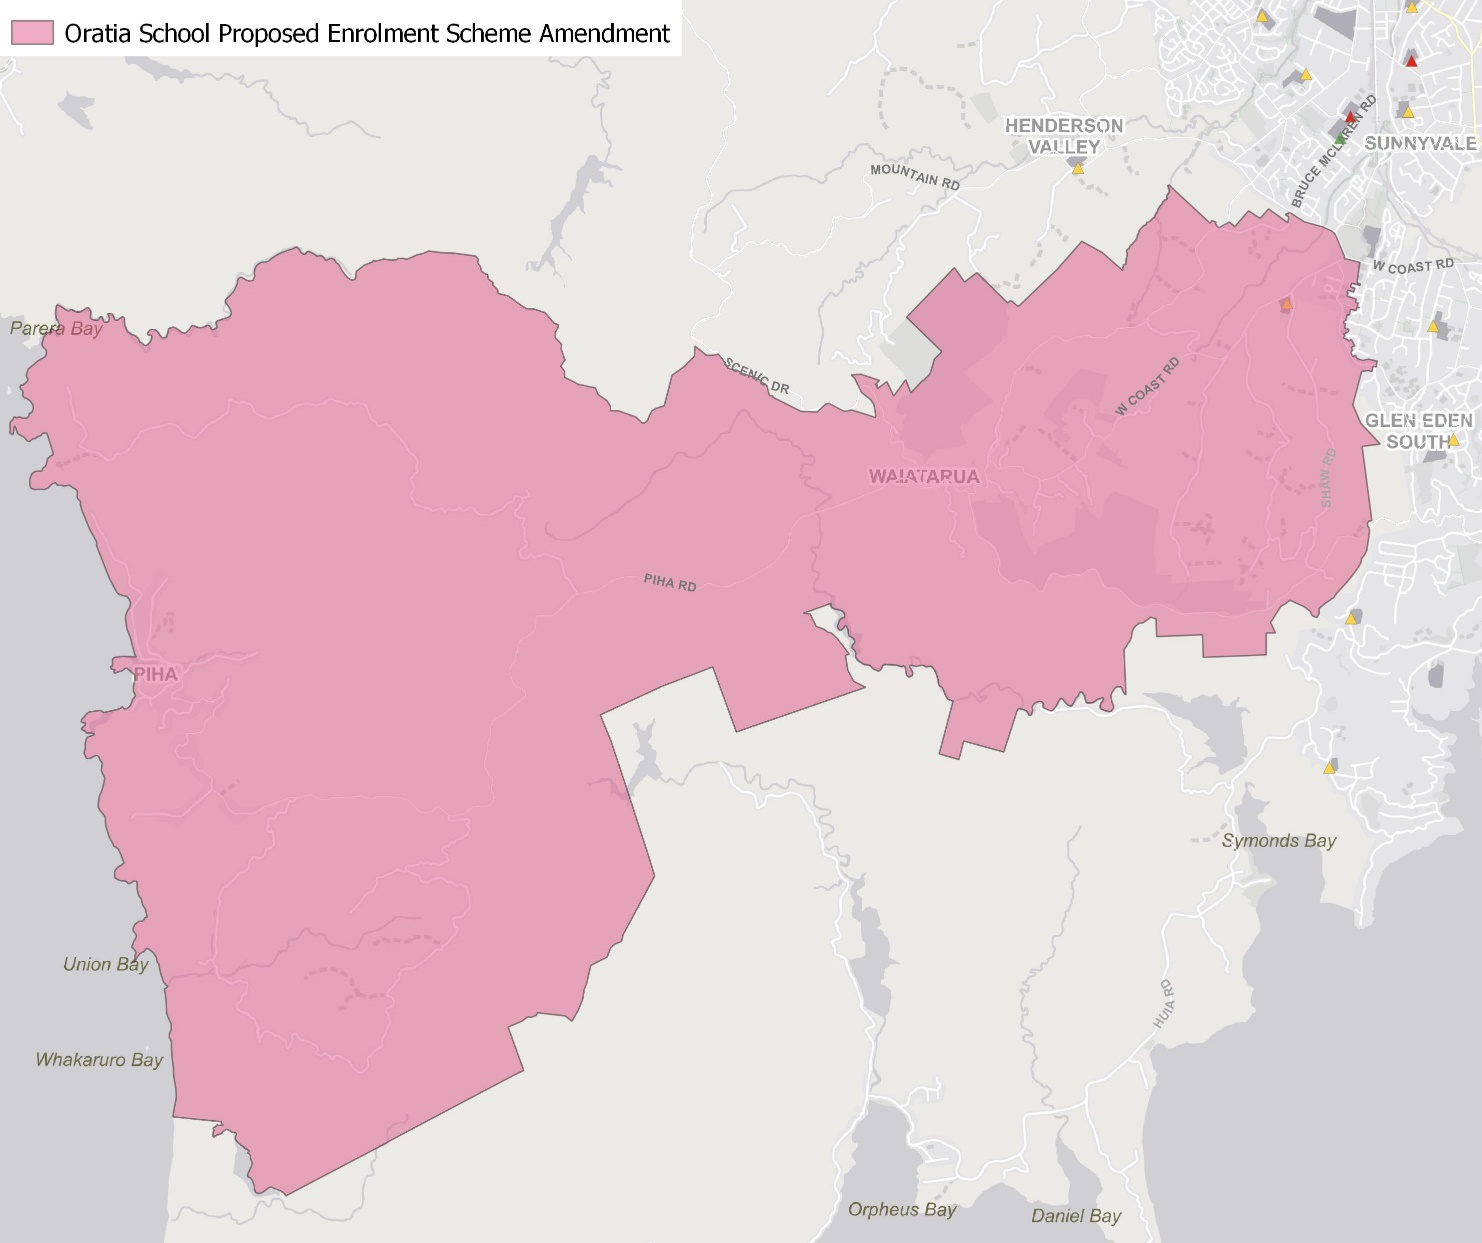 Oratia School Proposed Enrolment Scheme Amendment
HENDERSON
VALLEY
BRUCE MCLAREN RD
SUNNYVALE
MOUNTAIN RD
W COAST RD
Parera Bay
SCENIC DR
W COAST RD
GLEN EDEN
SOUTH
WAIATARUA
SHAW RD
PIHA RD
PIHA
Symonds Bay
Union Bay
HUIA RD
Whakaruro Bay
Orpheus Bay
Daniel Bay